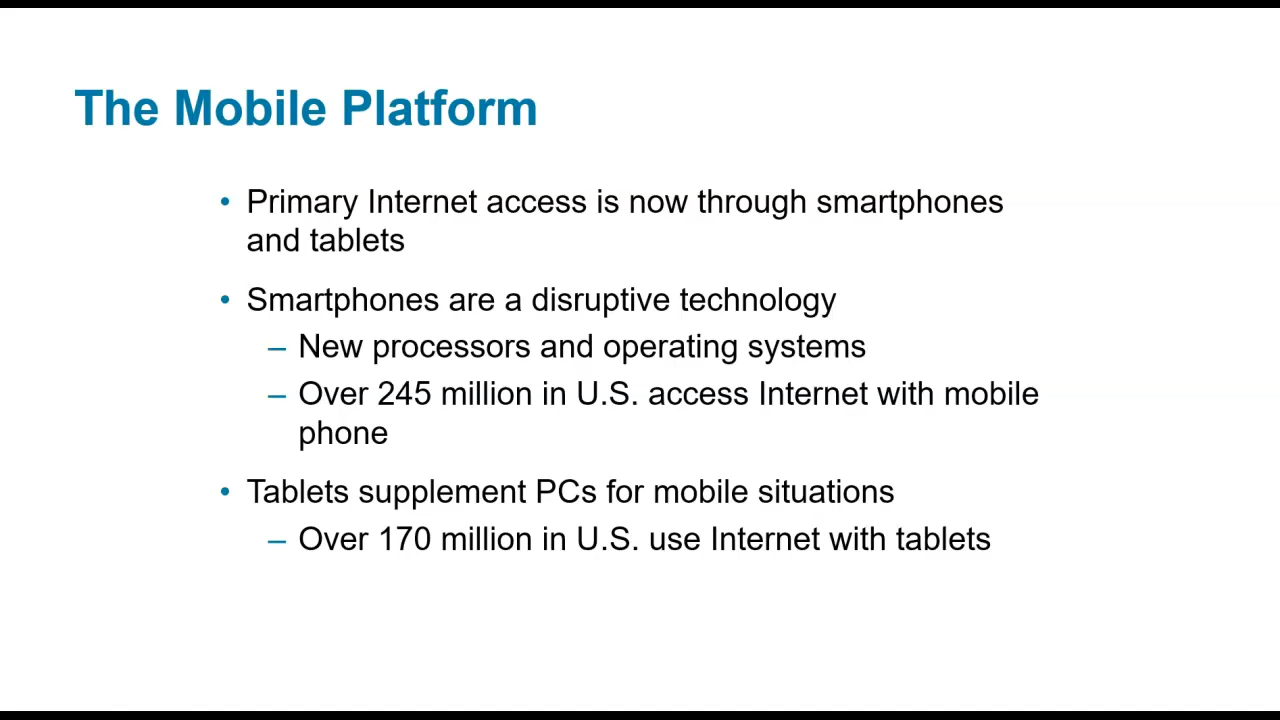 The Mobile Platform
• Primary Internet access is now through smartphones
and tablets
• Smartphones are a disruptive technology
– New processors and operating systems
– Over 245 million in U.S. access Internet with mobile
phone
• Tablets supplement PCs for mobile situations
– Over 170 million in U.S. use Internet with tablets